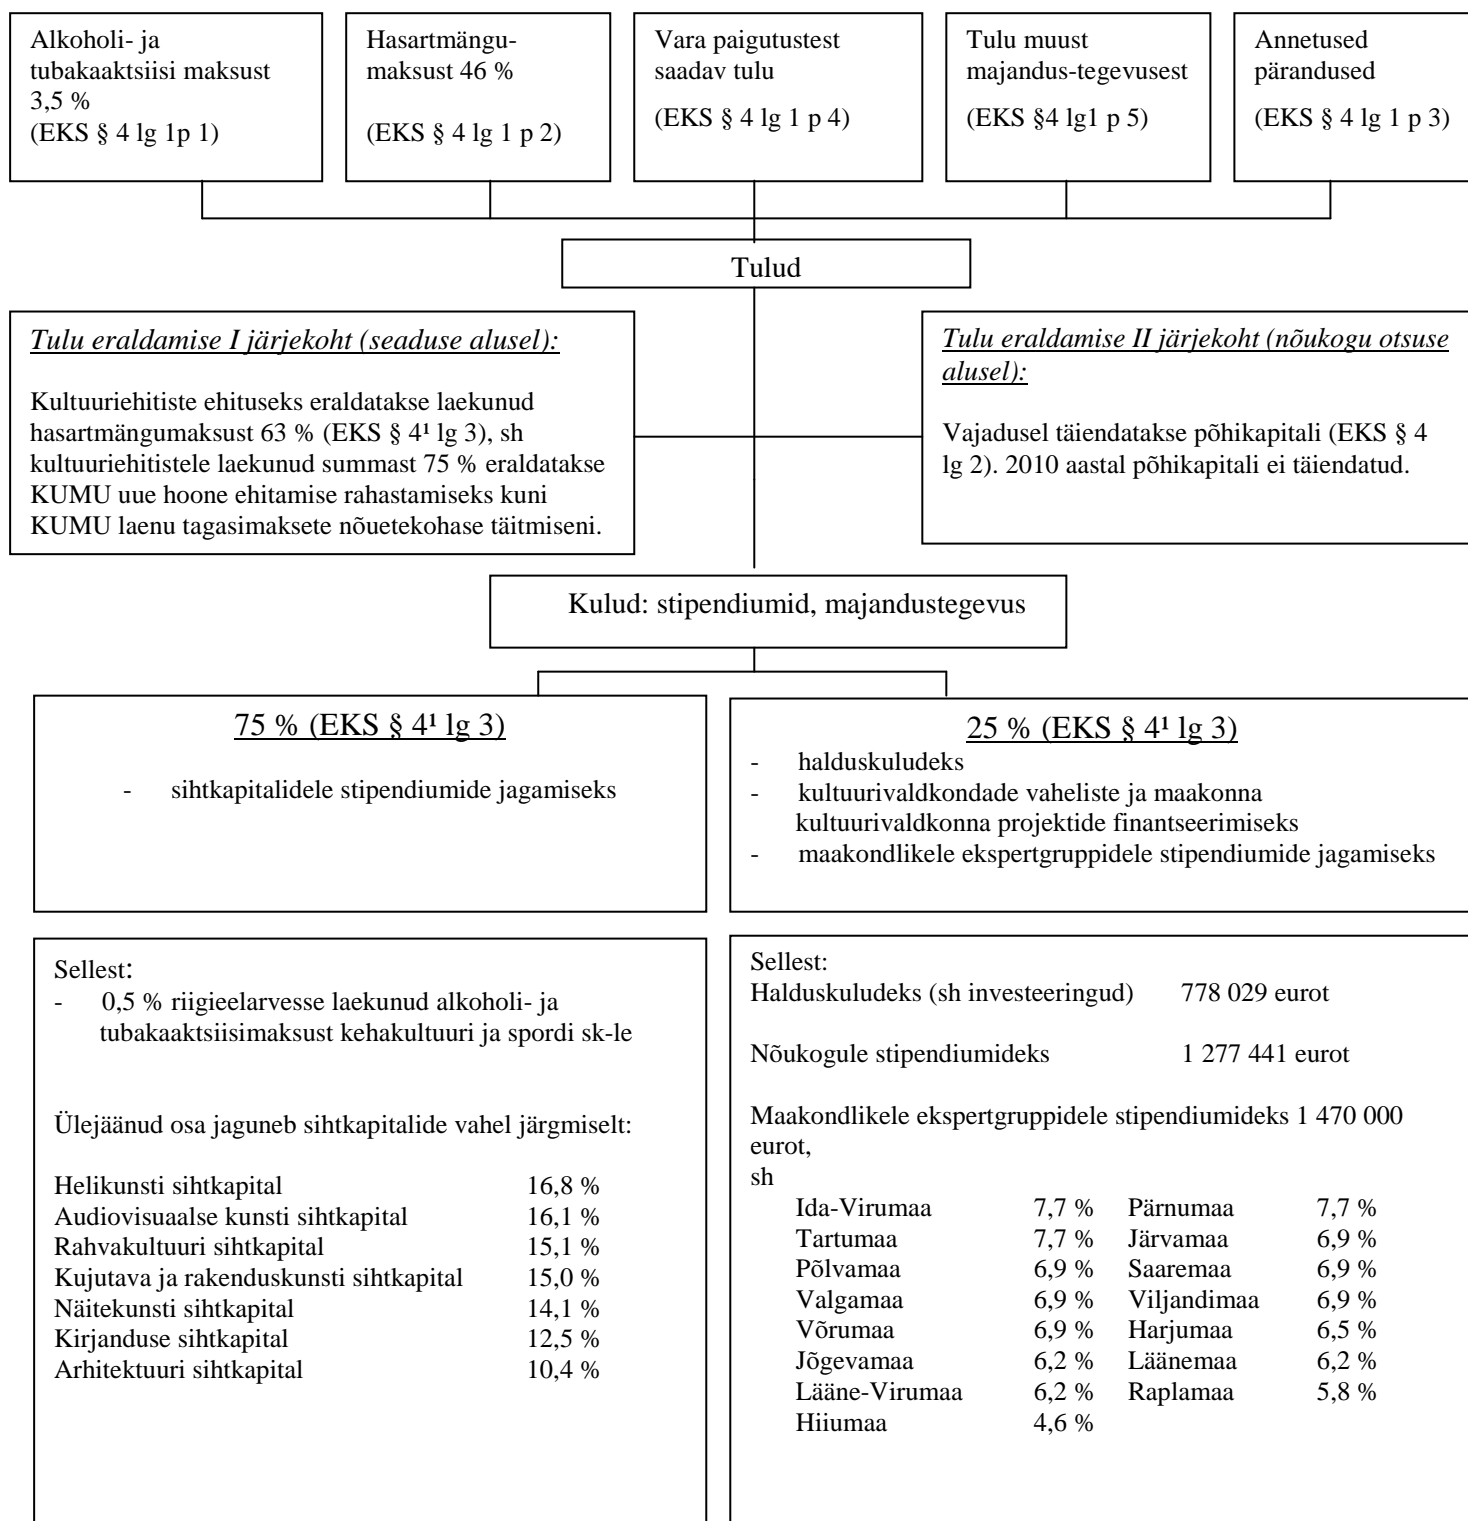 Alkoholi- ja
tubakaaktsiisi maksust
3,5 %
(EKS § 4 lg 1p 1)
Hasartmängu-
maksust 46 %
(EKS § 4 lg 1 p 2)
Vara paigutustest
saadav tulu
(EKS § 4 lg 1 p 4)
Tulu muust
majandus-tegevusest
(EKS §4 lg1 p 5)
Annetused
pärandused
(EKS § 4 lg 1 p 3)
Tulud
Tulu eraldamise I järjekoht (seaduse alusel):
Kultuuriehitiste ehituseks eraldatakse laekunud
hasartmängumaksust 63 % (EKS § 4¹ lg 3), sh
kultuuriehitistele laekunud summast 75 % eraldatakse
KUMU uue hoone ehitamise rahastamiseks kuni
KUMU laenu tagasimaksete nõuetekohase täitmiseni.
Tulu eraldamise II järjekoht (nõukogu otsuse
alusel):
Vajadusel täiendatakse põhikapitali (EKS § 4
lg 2). 2010 aastal põhikapitali ei täiendatud.
Kulud: stipendiumid, majandustegevus
75 % (EKS § 4¹ lg 3)
- sihtkapitalidele stipendiumide jagamiseks
25 % (EKS § 4¹ lg 3)
- halduskuludeks
- kultuurivaldkondade vaheliste ja maakonna
kultuurivaldkonna projektide finantseerimiseks
- maakondlikele ekspertgruppidele stipendiumide jagamiseks
Sellest:
- 0,5 % riigieelarvesse laekunud alkoholi- ja
tubakaaktsiisimaksust kehakultuuri ja spordi sk-le
Ülejäänud osa jaguneb sihtkapitalide vahel järgmiselt:
Helikunsti sihtkapital 16,8 %
Audiovisuaalse kunsti sihtkapital 16,1 %
Rahvakultuuri sihtkapital 15,1 %
Kujutava ja rakenduskunsti sihtkapital 15,0 %
Näitekunsti sihtkapital 14,1 %
Kirjanduse sihtkapital 12,5 %
Arhitektuuri sihtkapital 10,4 %
Sellest:
Halduskuludeks (sh investeeringud) 778 029 eurot
Nõukogule stipendiumideks 1 277 441 eurot
Maakondlikele ekspertgruppidele stipendiumideks 1 470 000
eurot,
sh
Ida-Virumaa 7,7 % Pärnumaa 7,7 %
Tartumaa 7,7 % Järvamaa 6,9 %
Põlvamaa 6,9 % Saaremaa 6,9 %
Valgamaa 6,9 % Viljandimaa 6,9 %
Võrumaa 6,9 % Harjumaa 6,5 %
Jõgevamaa 6,2 % Läänemaa 6,2 %
Lääne-Virumaa 6,2 % Raplamaa 5,8 %
Hiiumaa 4,6 %